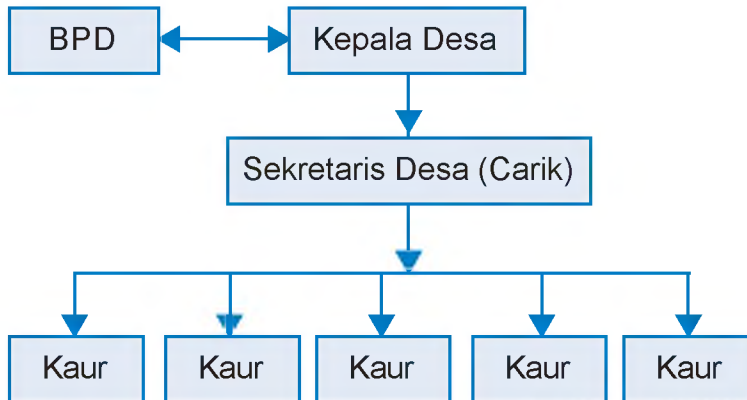 BPD
Kepala Desa
Sekretaris Desa (Carik)
Kaur
Kaur
Kaur
Kaur
Kaur